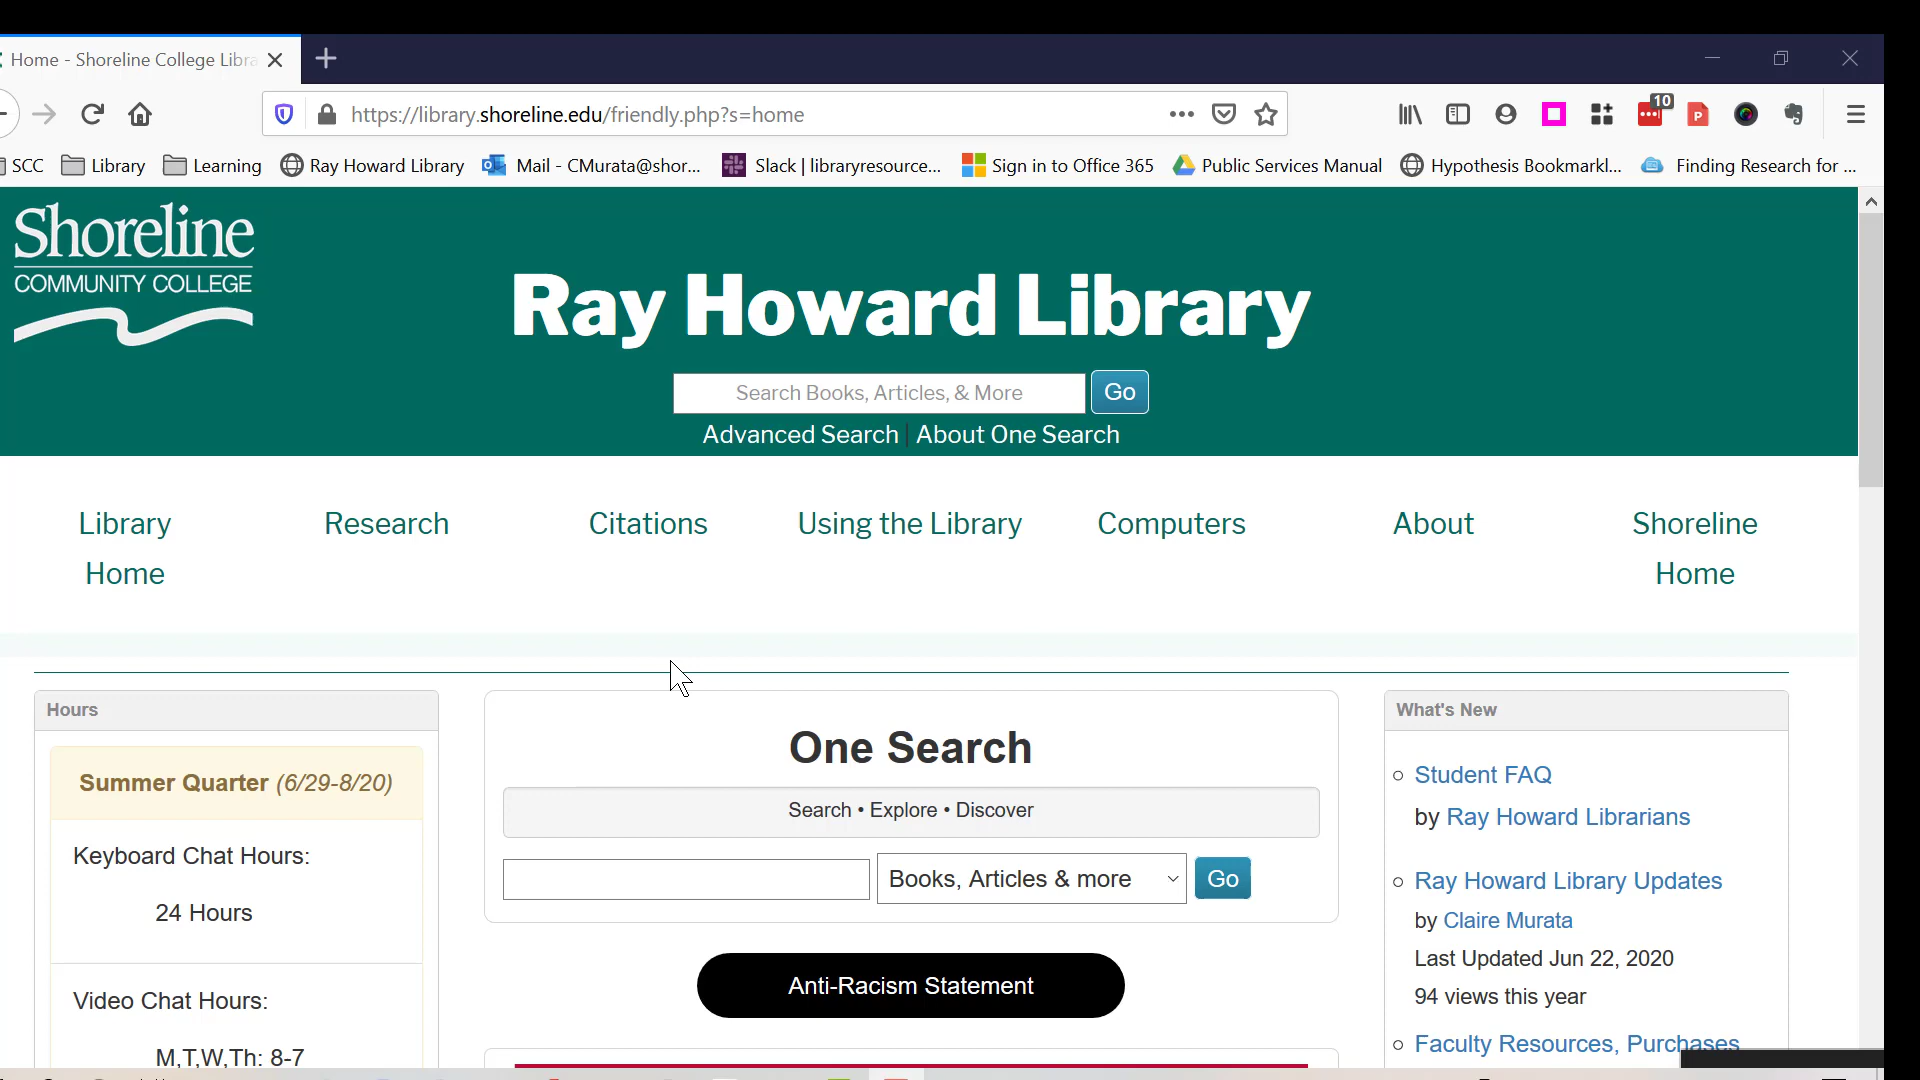 Home - Shoreline College Libra
https://library.shoreline.edu/friendly.php?s=home
10
P
SCC
Library
Learning
Ray Howard Library
Mail - CMurata@shor...
Slack | libraryresource...
Sign in to Office 365
Public Services Manual
Hypothesis Bookmarkl...
Finding Research for ...
Shoreline
COMMUNITY COLLEGE
Ray Howard Library
Search Books, Articles, & More
Go
Advanced Search | About One Search
Library Home
Research
Citations
Using the Library
Computers
About
Shoreline Home
Hours
Summer Quarter (6/29-8/20)
Keyboard Chat Hours:
24 Hours
Video Chat Hours:
M,T,W,Th: 8-7
One Search
Search • Explore • Discover
Books, Articles & more
Go
Anti-Racism Statement
What's New
Student FAQ
by Ray Howard Librarians
Ray Howard Library Updates
by Claire Murata
Last Updated Jun 22, 2020
94 views this year
Faculty Resources, Purchases